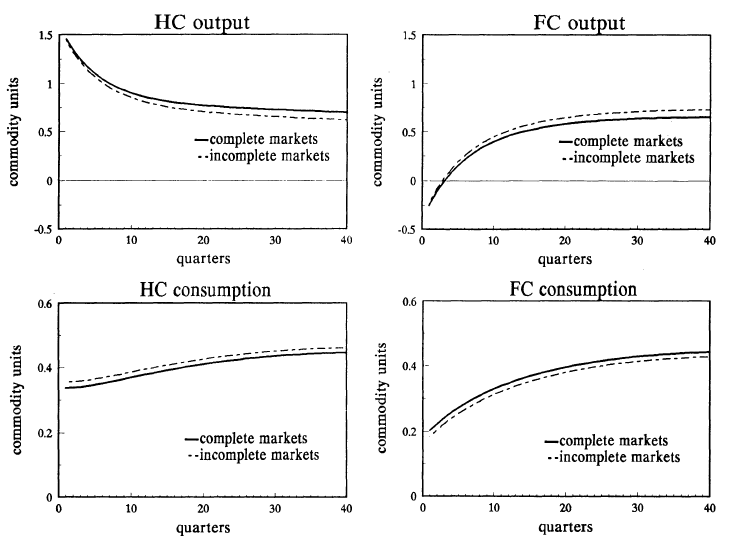 HC output
1.5
1
0.5
0
-0.5
commodity units
complete markets
incomplete markets
0 10 20 30 40
quarters
FC output
1.5
1
0.5
0
-0.5
commodity units
complete markets
incomplete markets
0 10 20 30 40
quarters
HC consumption
0.6
0.4
0.2
0
commodity units
complete markets
incomplete markets
0 10 20 30 40
quarters
FC consumption
0.6
0.4
0.2
0
commodity units
complete markets
incomplete markets
0 10 20 30 40
quarters